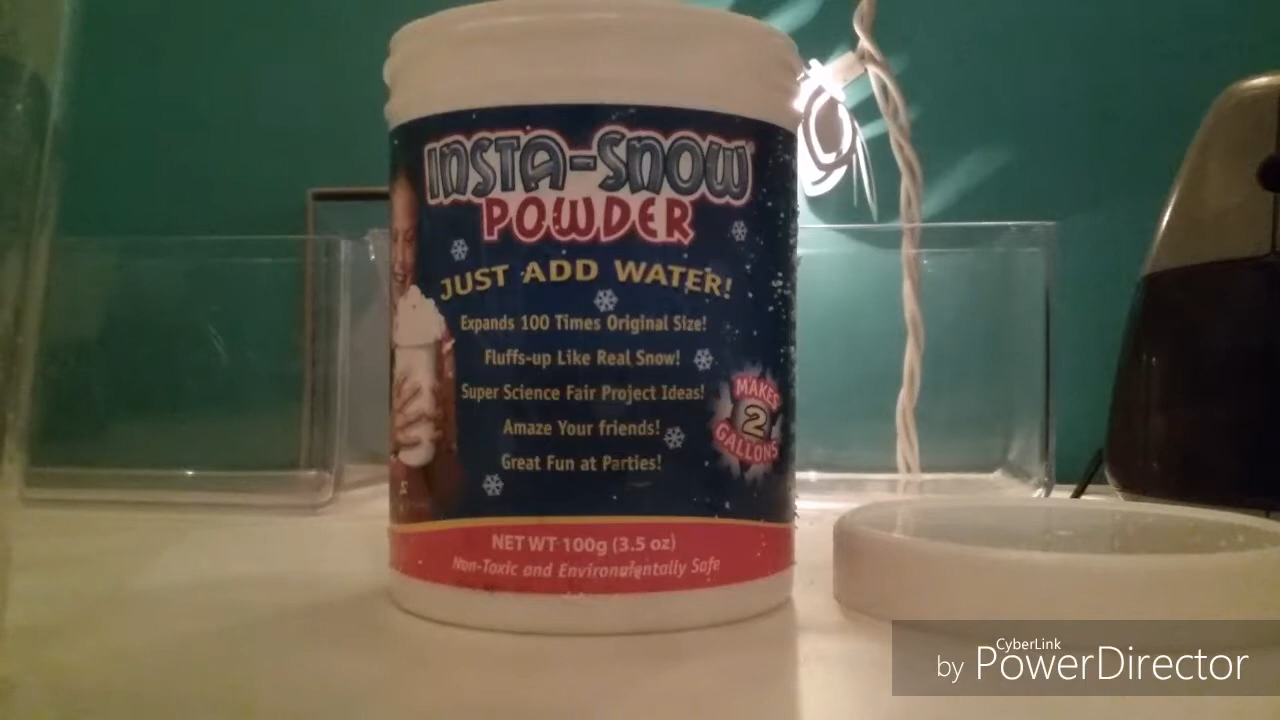 INSTA-SNOW
POWDER
JUST ADD WATER!
Expands 100 Times Original Size!
Fluffs-up Like Real Snow!
Super Science Fair Project Ideas!
Amaze Your friends!
Great Fun at Parties!
MAKES
2
GALLONS
NET WT 100g (3.5 oz)
Non-Toxic and Environmentally Safe
CyberLink
by PowerDirector